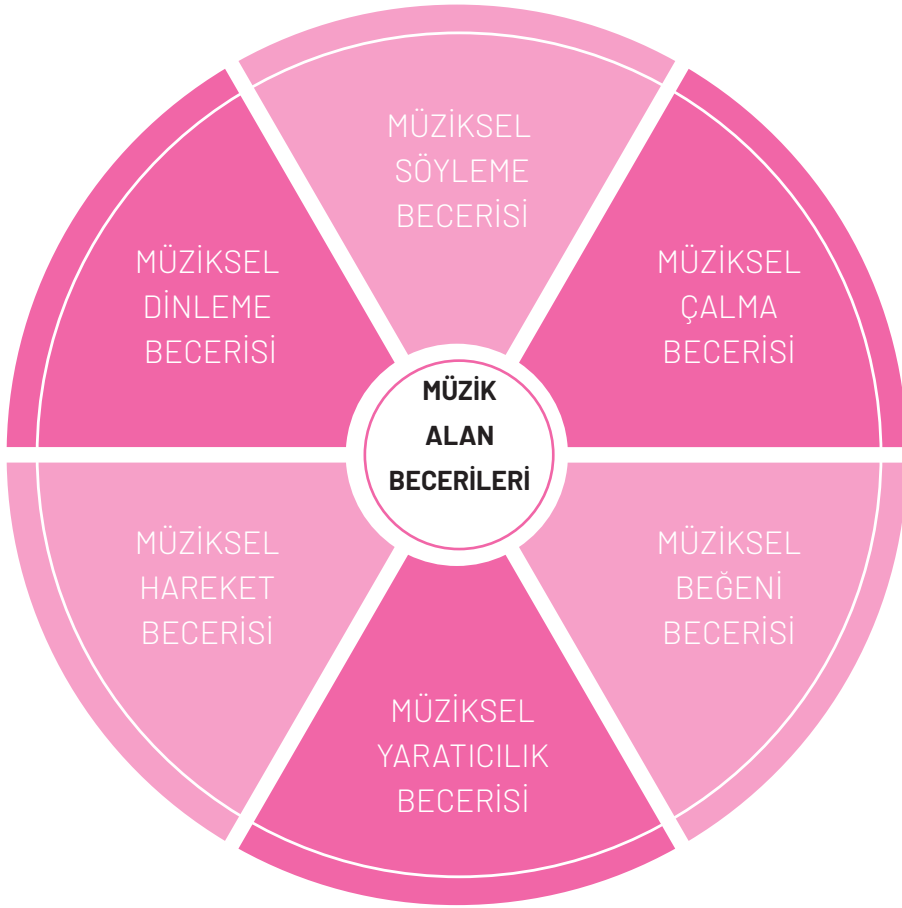 MÜZİKSEL
SÖYLEME
BECERİSİ
MÜZİKSEL
DİNLEME
BECERİSİ
MÜZİKSEL
ÇALMA
BECERİSİ
MÜZİK
ALAN
BECERİLERİ
MÜZİKSEL
HAREKET
BECERİSİ
MÜZİKSEL
BEĞENİ
BECERİSİ
MÜZİKSEL
YARATICILIK
BECERİSİ